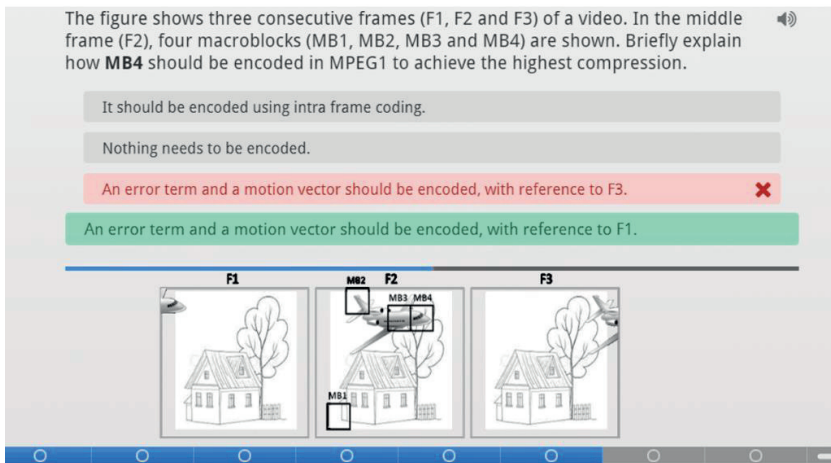 The figure shows three consecutive frames (F1, F2 and F3) of a video. In the middle
frame (F2), four macroblocks (MB1, MB2, MB3 and MB4) are shown. Briefly explain
how MB4 should be encoded in MPEG1 to achieve the highest compression.
It should be encoded using intra frame coding.
Nothing needs to be encoded.
An error term and a motion vector should be encoded, with reference to F3.
An error term and a motion vector should be encoded, with reference to F1.
F1 MB2 F2 F3
MB3 MB4
MB1